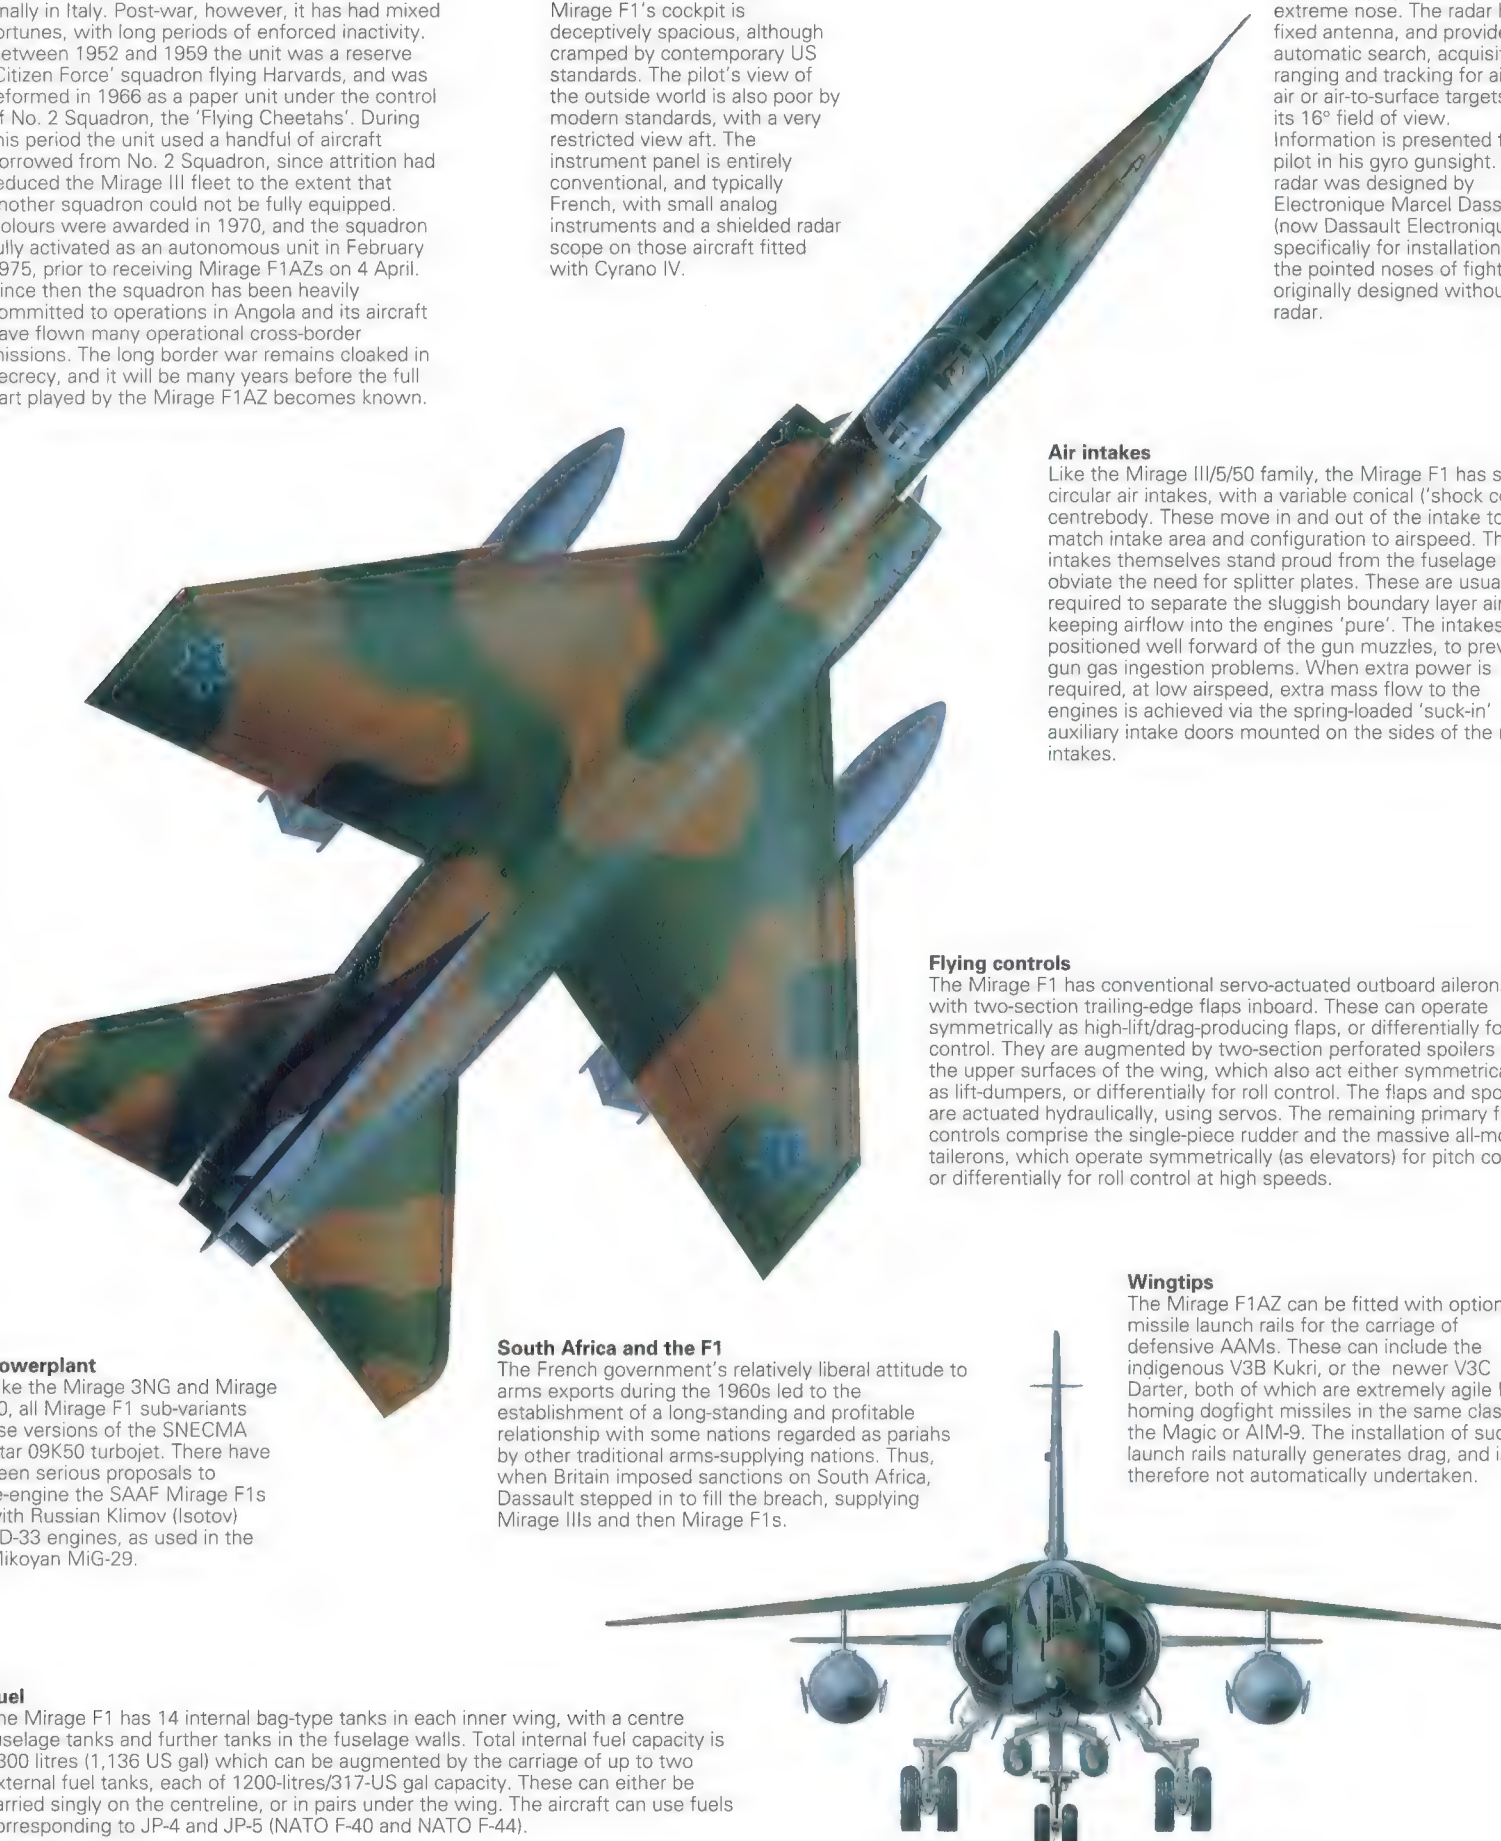 nally in Italy. Post-war, however, it has had mixed
ortunes, with long periods of enforced inactivity.
etween 1952 and 1959 the unit was a reserve
Citizen Force' squadron flying Harvards, and was
eformed in 1966 as a paper unit under the control
f No. 2 Squadron, the 'Flying Cheetahs'. During
his period the unit used a handful of aircraft
orrowed from No. 2 Squadron, since attrition had
educed the Mirage III fleet to the extent that
nother squadron could not be fully equipped.
olours were awarded in 1970, and the squadron
ully activated as an autonomous unit in February
975, prior to receiving Mirage F1AZs on 4 April.
ince then the squadron has been heavily
ommitted to operations in Angola and its aircraft
ave flown many operational cross-border
nissions. The long border war remains cloaked in
ecrecy, and it will be many years before the full
art played by the Mirage F1AZ becomes known.
Mirage F1's cockpit is
deceptively spacious, although
cramped by contemporary US
standards. The pilot's view of
the outside world is also poor by
modern standards, with a very
restricted view aft. The
instrument panel is entirely
conventional, and typically
French, with small analog
instruments and a shielded radar
scope on those aircraft fitted
with Cyrano IV.
extreme nose. The radar
fixed antenna, and provide
automatic search, acquisit
ranging and tracking for ai
air or air-to-surface targets
its 16° field of view.
Information is presented t
pilot in his gyro gunsight.
radar was designed by
Electronique Marcel Dass
(now Dassault Electroniqu
specifically for installation
the pointed noses of fight
originally designed withou
radar.
Air intakes
Like the Mirage III/5/50 family, the Mirage F1 has s
circular air intakes, with a variable conical ('shock c
centrebody. These move in and out of the intake to
match intake area and configuration to airspeed. Th
intakes themselves stand proud from the fuselage
obviate the need for splitter plates. These are usua
required to separate the sluggish boundary layer air
keeping airflow into the engines 'pure'. The intakes
positioned well forward of the gun muzzles, to prev
gun gas ingestion problems. When extra power is
required, at low airspeed, extra mass flow to the
engines is achieved via the spring-loaded 'suck-in'
auxiliary intake doors mounted on the sides of the
intakes.
Flying controls
The Mirage F1 has conventional servo-actuated outboard aileron
with two-section trailing-edge flaps inboard. These can operate
symmetrically as high-lift/drag-producing flaps, or differentially fo
control. They are augmented by two-section perforated spoilers
the upper surfaces of the wing, which also act either symmetrica
as lift-dumpers, or differentially for roll control. The flaps and spo
are actuated hydraulically, using servos. The remaining primary f
controls comprise the single-piece rudder and the massive all-mo
tailerons, which operate symmetrically (as elevators) for pitch co
or differentially for roll control at high speeds.
Wingtips
The Mirage F1AZ can be fitted with option
missile launch rails for the carriage of
defensive AAMs. These can include the
indigenous V3B Kukri, or the newer V3C
Darter, both of which are extremely agile
homing dogfight missiles in the same clas
the Magic or AIM-9. The installation of suc
launch rails naturally generates drag, and i
therefore not automatically undertaken.
South Africa and the F1
The French government's relatively liberal attitude to
arms exports during the 1960s led to the
establishment of a long-standing and profitable
relationship with some nations regarded as pariahs
by other traditional arms-supplying nations. Thus,
when Britain imposed sanctions on South Africa,
Dassault stepped in to fill the breach, supplying
Mirage IIIs and then Mirage F1s.
owerplant
ke the Mirage 3NG and Mirage
0, all Mirage F1 sub-variants
se versions of the SNECMA
tar 09K50 turbojet. There have
een serious proposals to
e-engine the SAAF Mirage F1s
vith Russian Klimov (Isotov)
D-33 engines, as used in the
likoyan MiG-29.
uel
he Mirage F1 has 14 internal bag-type tanks in each inner wing, with a centre
uselage tanks and further tanks in the fuselage walls. Total internal fuel capacity is
300 litres (1,136 US gal) which can be augmented by the carriage of up to two
xternal fuel tanks, each of 1200-litres/317-US gal capacity. These can either be
arried singly on the centreline, or in pairs under the wing. The aircraft can use fuels
orresponding to JP-4 and JP-5 (NATO F-40 and NATO F-44).